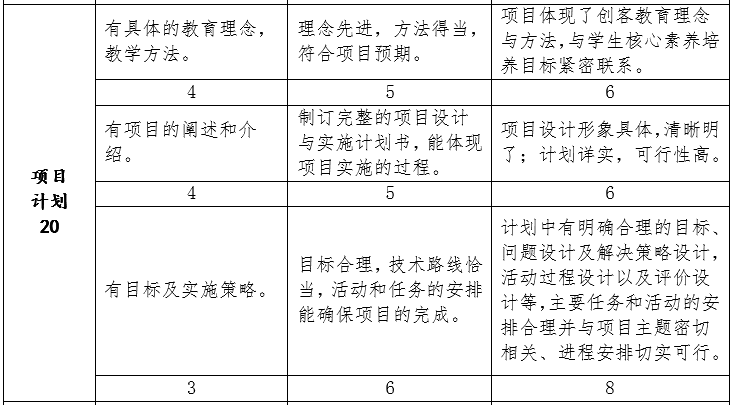 有具体的教育理念，
教学方法。
理念先进，方法得当，
符合项目预期。
项目体现了创客教育理念
与方法，与学生核心素养培
养目标紧密联系。
4
5
6
项目
计划
20
有项目的阐述和介
绍。
制订完整的项目设计
与实施计划书，能体现
项目实施的过程。
项目设计形象具体，清晰明
了；计划详实，可行性高。
4
5
6
有目标及实施策略。
目标合理，技术路线恰
当，活动和任务的安排
能确保项目的完成。
计划中有明确合理的目标、
问题设计及解决策略设计，
活动过程设计以及评价设
计等，主要任务和活动的安
排合理并与项目主题密切
相关、进程安排切实可行。
3
6
8